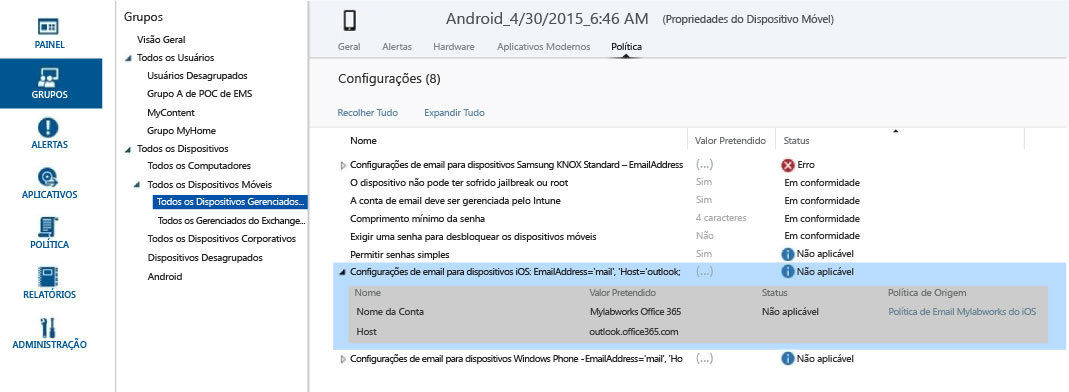 PAINEL
GRUPOS
ALERTAS
APLICATIVOS
POLÍTICA
RELATÓRIOS
ADMINISTRAÇÃO
Grupos
Visão Geral
Todos os Usuários
Usuários Desagrupados
Grupo A de POC de EMS
MyContent
Grupo MyHome
Todos os Dispositivos
Todos os Computadores
Todos os Dispositivos Móveis
Todos os Dispositivos Gerenciados...
Todos os Gerenciados do Exchange...
Todos os Dispositivos Corporativos
Dispositivos Desagrupados
Android
Android_4/30/2015_6:46 AM (Propriedades do Dispositivo Móvel)
Geral Alertas Hardware Aplicativos Modernos Política
Configurações (8)
Recolher Tudo Expandir Tudo
Nome Valor Pretendido Status
Configurações de email para dispositivos Samsung KNOX Standard – EmailAddress (...) Erro
O dispositivo não pode ter sofrido jailbreak ou root Sim Em conformidade
A conta de email deve ser gerenciada pelo Intune Sim Em conformidade
Comprimento mínimo da senha 4 caracteres Em conformidade
Exigir uma senha para desbloquear os dispositivos móveis Não Em conformidade
Permitir senhas simples Sim Não aplicável
Configurações de email para dispositivos iOS: EmailAddress='mail', 'Host='outlook; (...) Não aplicável
Nome Valor Pretendido Status Política de Origem
Nome da Conta Mylabworks Office 365 Não aplicável Política de Email Mylabworks do iOS
Host outlook.office365.com
Configurações de email para dispositivos Windows Phone -EmailAddress='mail', 'Ho (...) Não aplicável